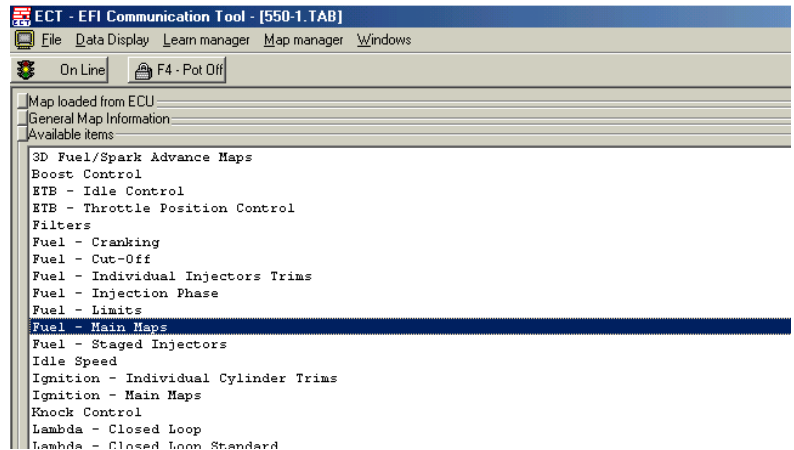 ECT - EFI Communication Tool - [550-1.TAB]
File Data Display Learn manager Map manager Windows
On Line F4 - Pot Off
Map loaded from ECU
General Map Information
Available items
3D Fuel/Spark Advance Maps
Boost Control
ETB - Idle Control
ETB - Throttle Position Control
Filters
Fuel - Cranking
Fuel - Cut-Off
Fuel - Individual Injectors Trims
Fuel - Injection Phase
Fuel - Limits
Fuel - Main Maps
Fuel - Staged Injectors
Idle Speed
Ignition - Individual Cylinder Trims
Ignition - Main Maps
Knock Control
Lambda - Closed Loop
Lambda - Closed Loop Standard